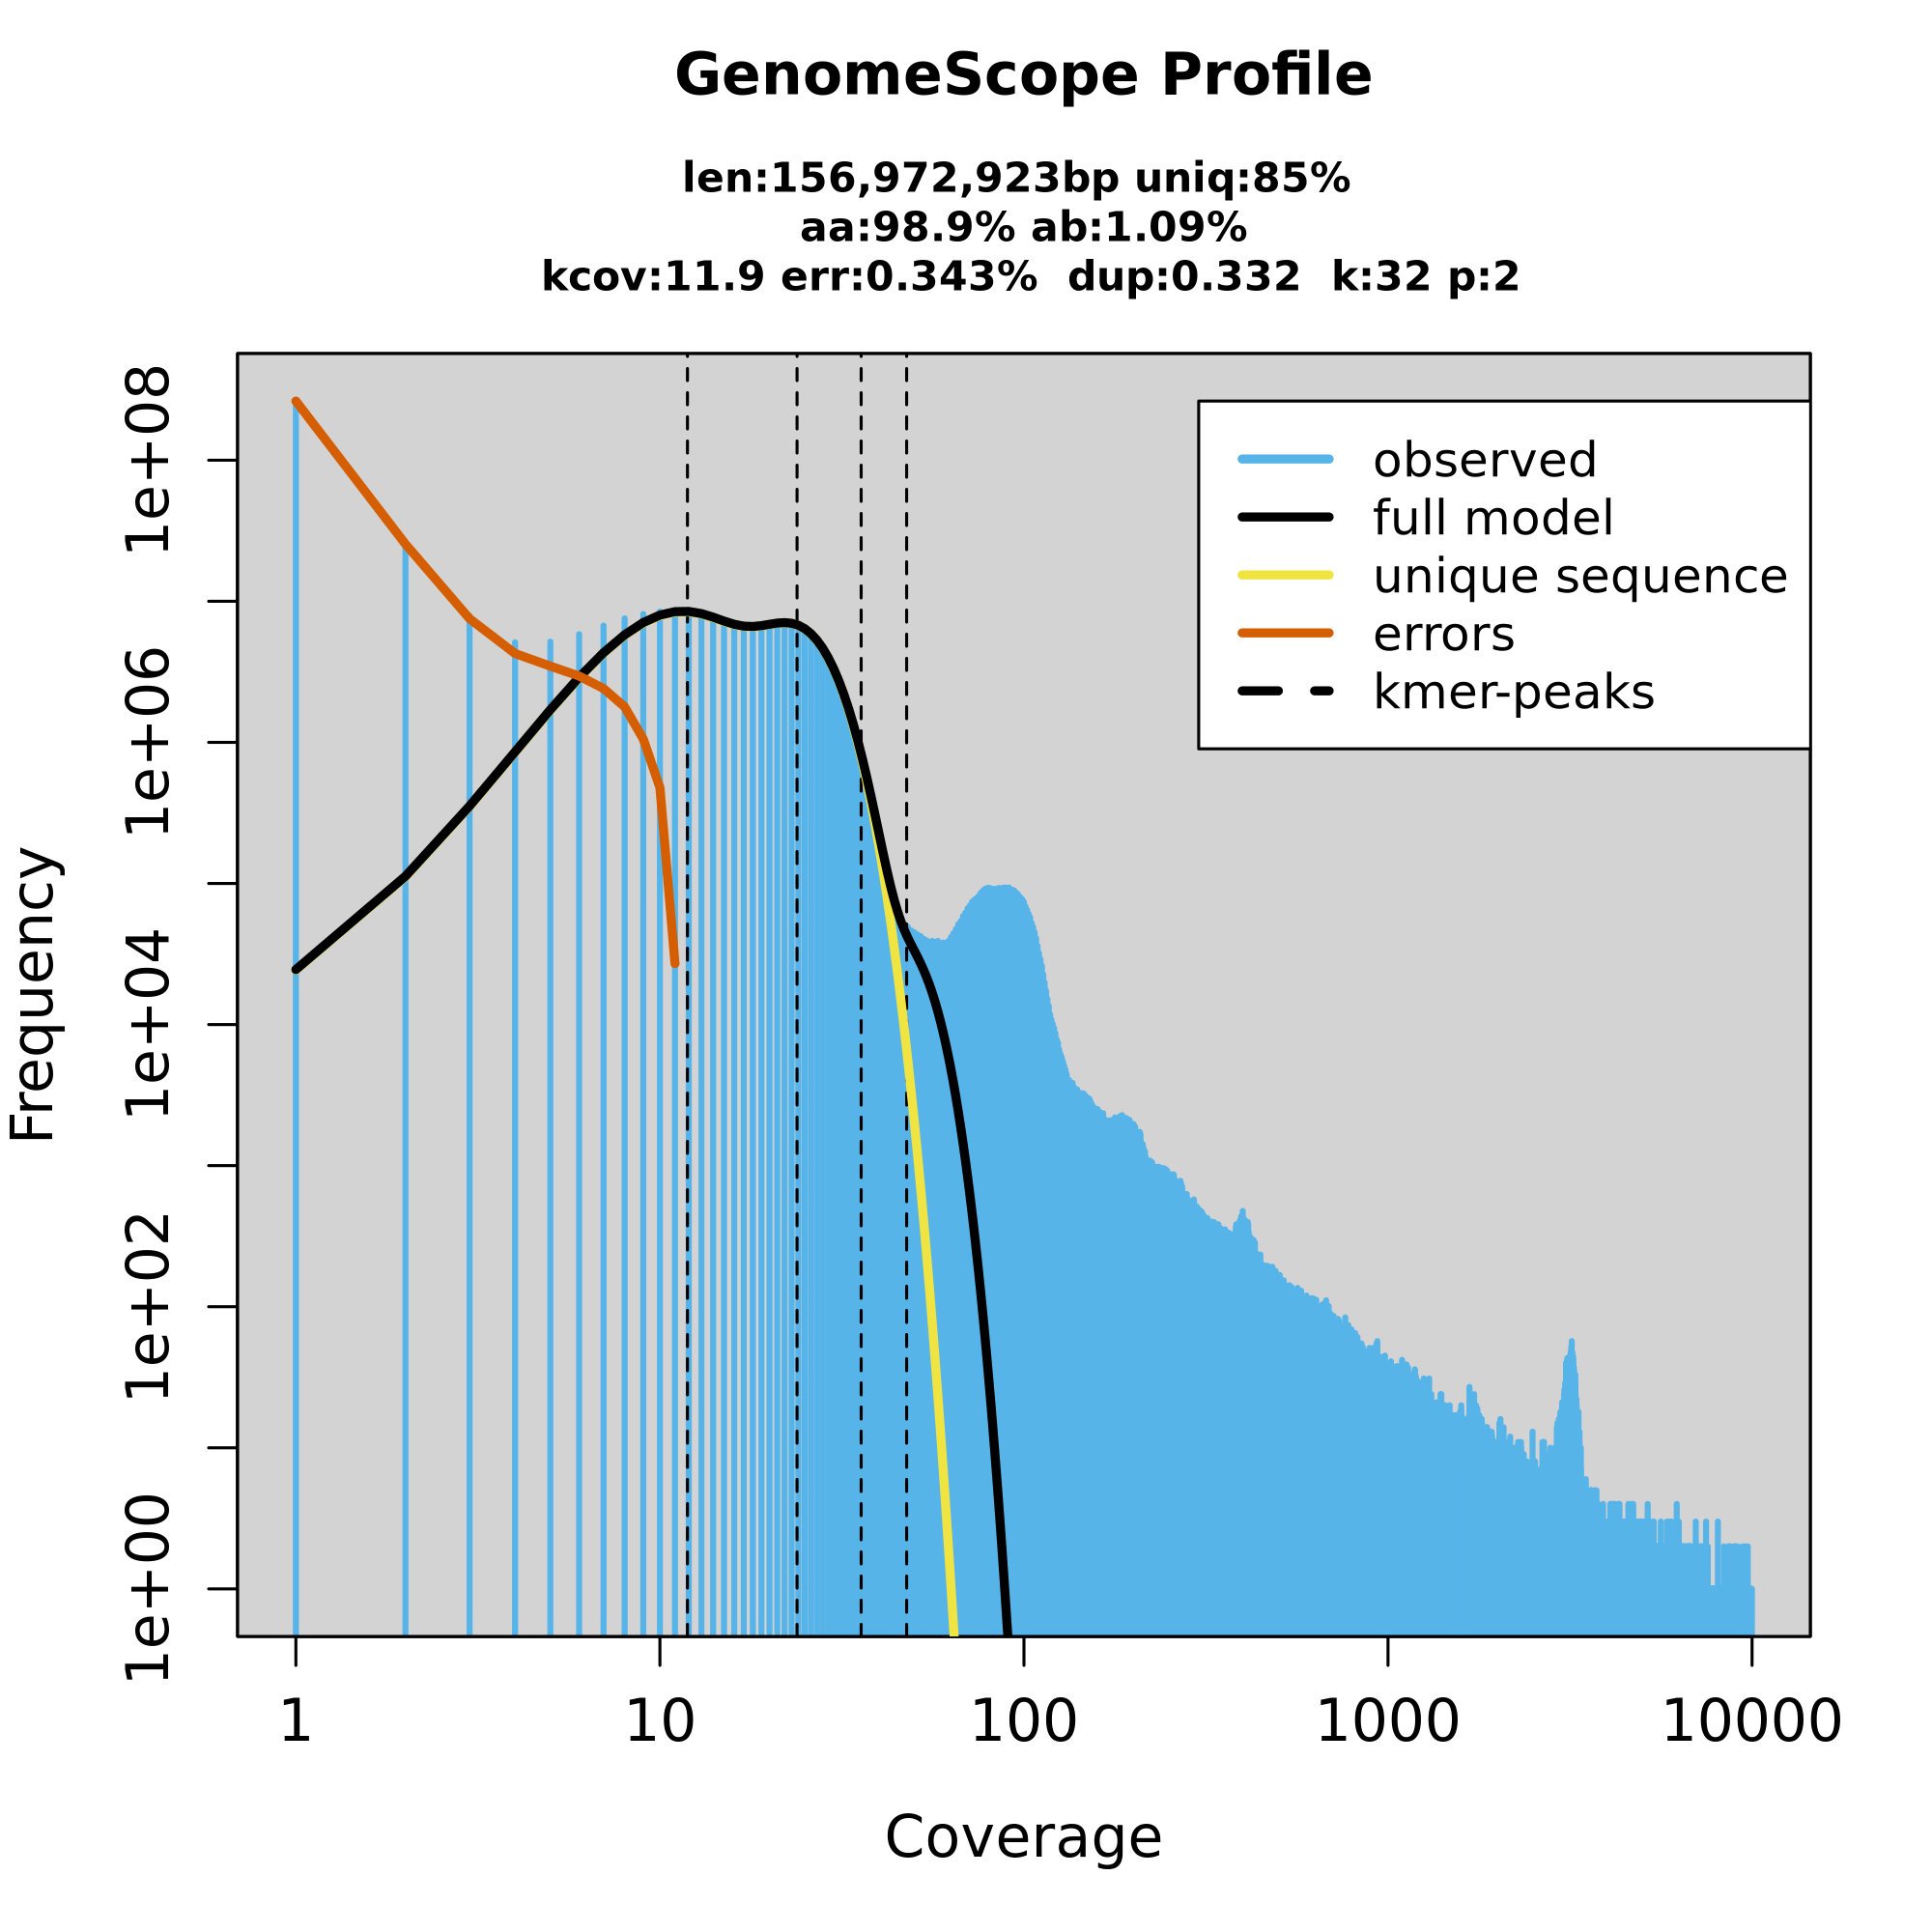 GenomeScope Profile
len:156,972,923bp uniq:85%
aa:98.9% ab:1.09%
kcov:11.9 err:0.343% dup:0.332 k:32 p:2
observed
full model
unique sequence
errors
kmer-peaks
Frequency
1e+08
1e+06
1e+04
1e+02
1e+00
1 10 100 1000 10000
Coverage